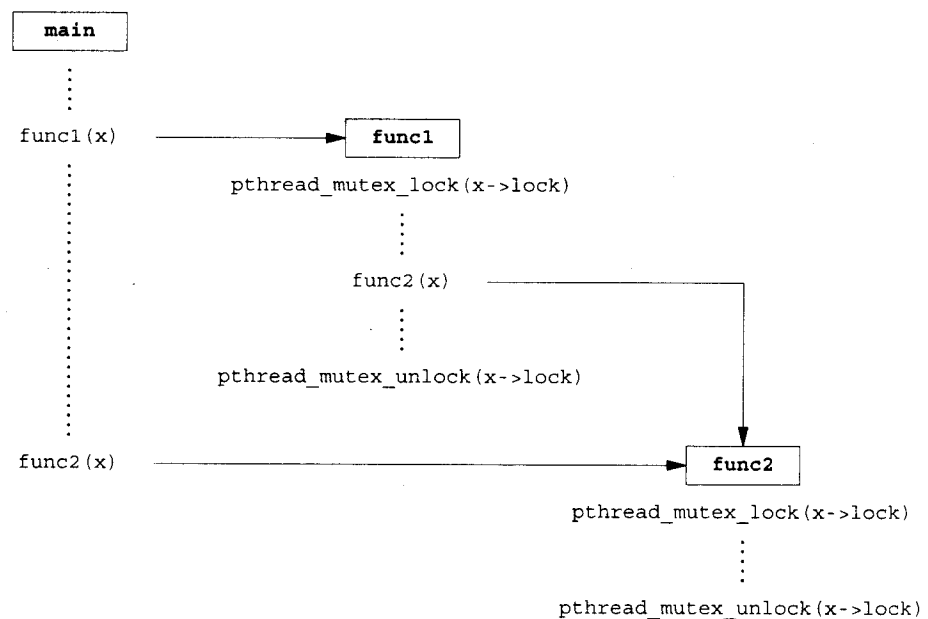 main
func1(x)
func1
pthread_mutex_lock(x->lock)
func2(x)
pthread_mutex_unlock(x->lock)
func2(x)
func2
pthread_mutex_lock(x->lock)
pthread_mutex_unlock(x->lock)